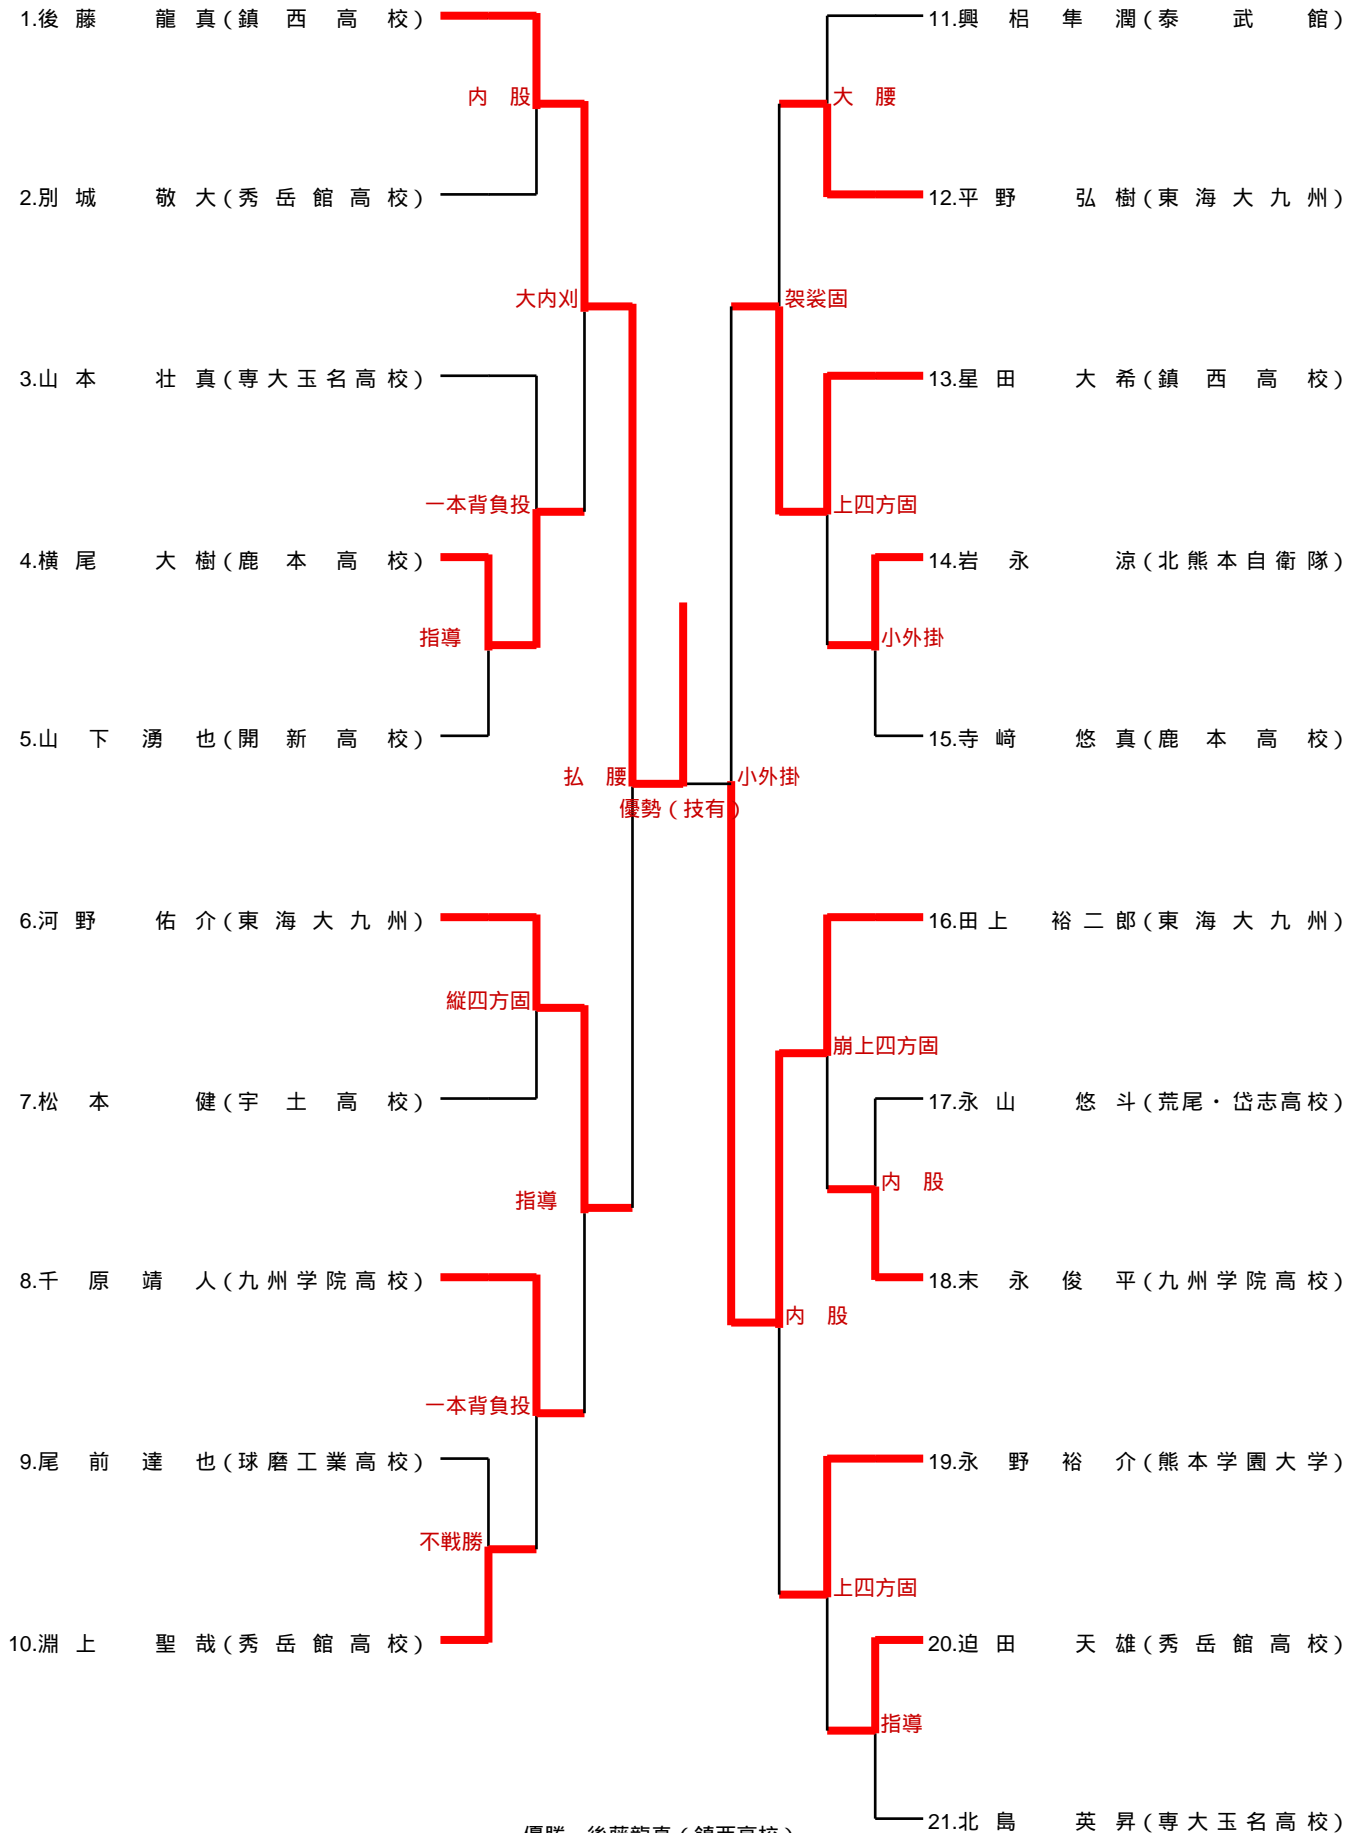 1.後藤 龍真(鎮西高校)
内 股
2.別城 敬大(秀岳館高校)
大内刈
3.山本 壮真(専大玉名高校)
一本背負投
4.横尾 大樹(鹿本高校)
指導
5.山下湧也(開新高校)
払 腰
優勢(技有)
6.河野 佑介(東海大九州)
縦四方固
7.松本 健(宇土高校)
指導
8.千原靖人(九州学院高校)
一本背負投
9.尾前達也(球磨工業高校)
不戦勝
10.淵上 聖哉(秀岳館高校)
11.興梠隼潤(泰武館)
大 腰
12.平野 弘樹(東海大九州)
袈裟固
13.星田 大希(鎮西高校)
上四方固
14.岩永 涼(北熊本自衛隊)
小外掛
15.寺﨑 悠真(鹿本高校)
小外掛
16.田上 裕二郎(東海大九州)
崩上四方固
17.永山 悠斗(荒尾・岱志高校)
内 股
18.末永俊平(九州学院高校)
内 股
19.永野裕介(熊本学園大学)
上四方固
20.迫田 天雄(秀岳館高校)
指導
21.北島 英昇(専大玉名高校)
優勝 後藤龍真(鎮西高校)